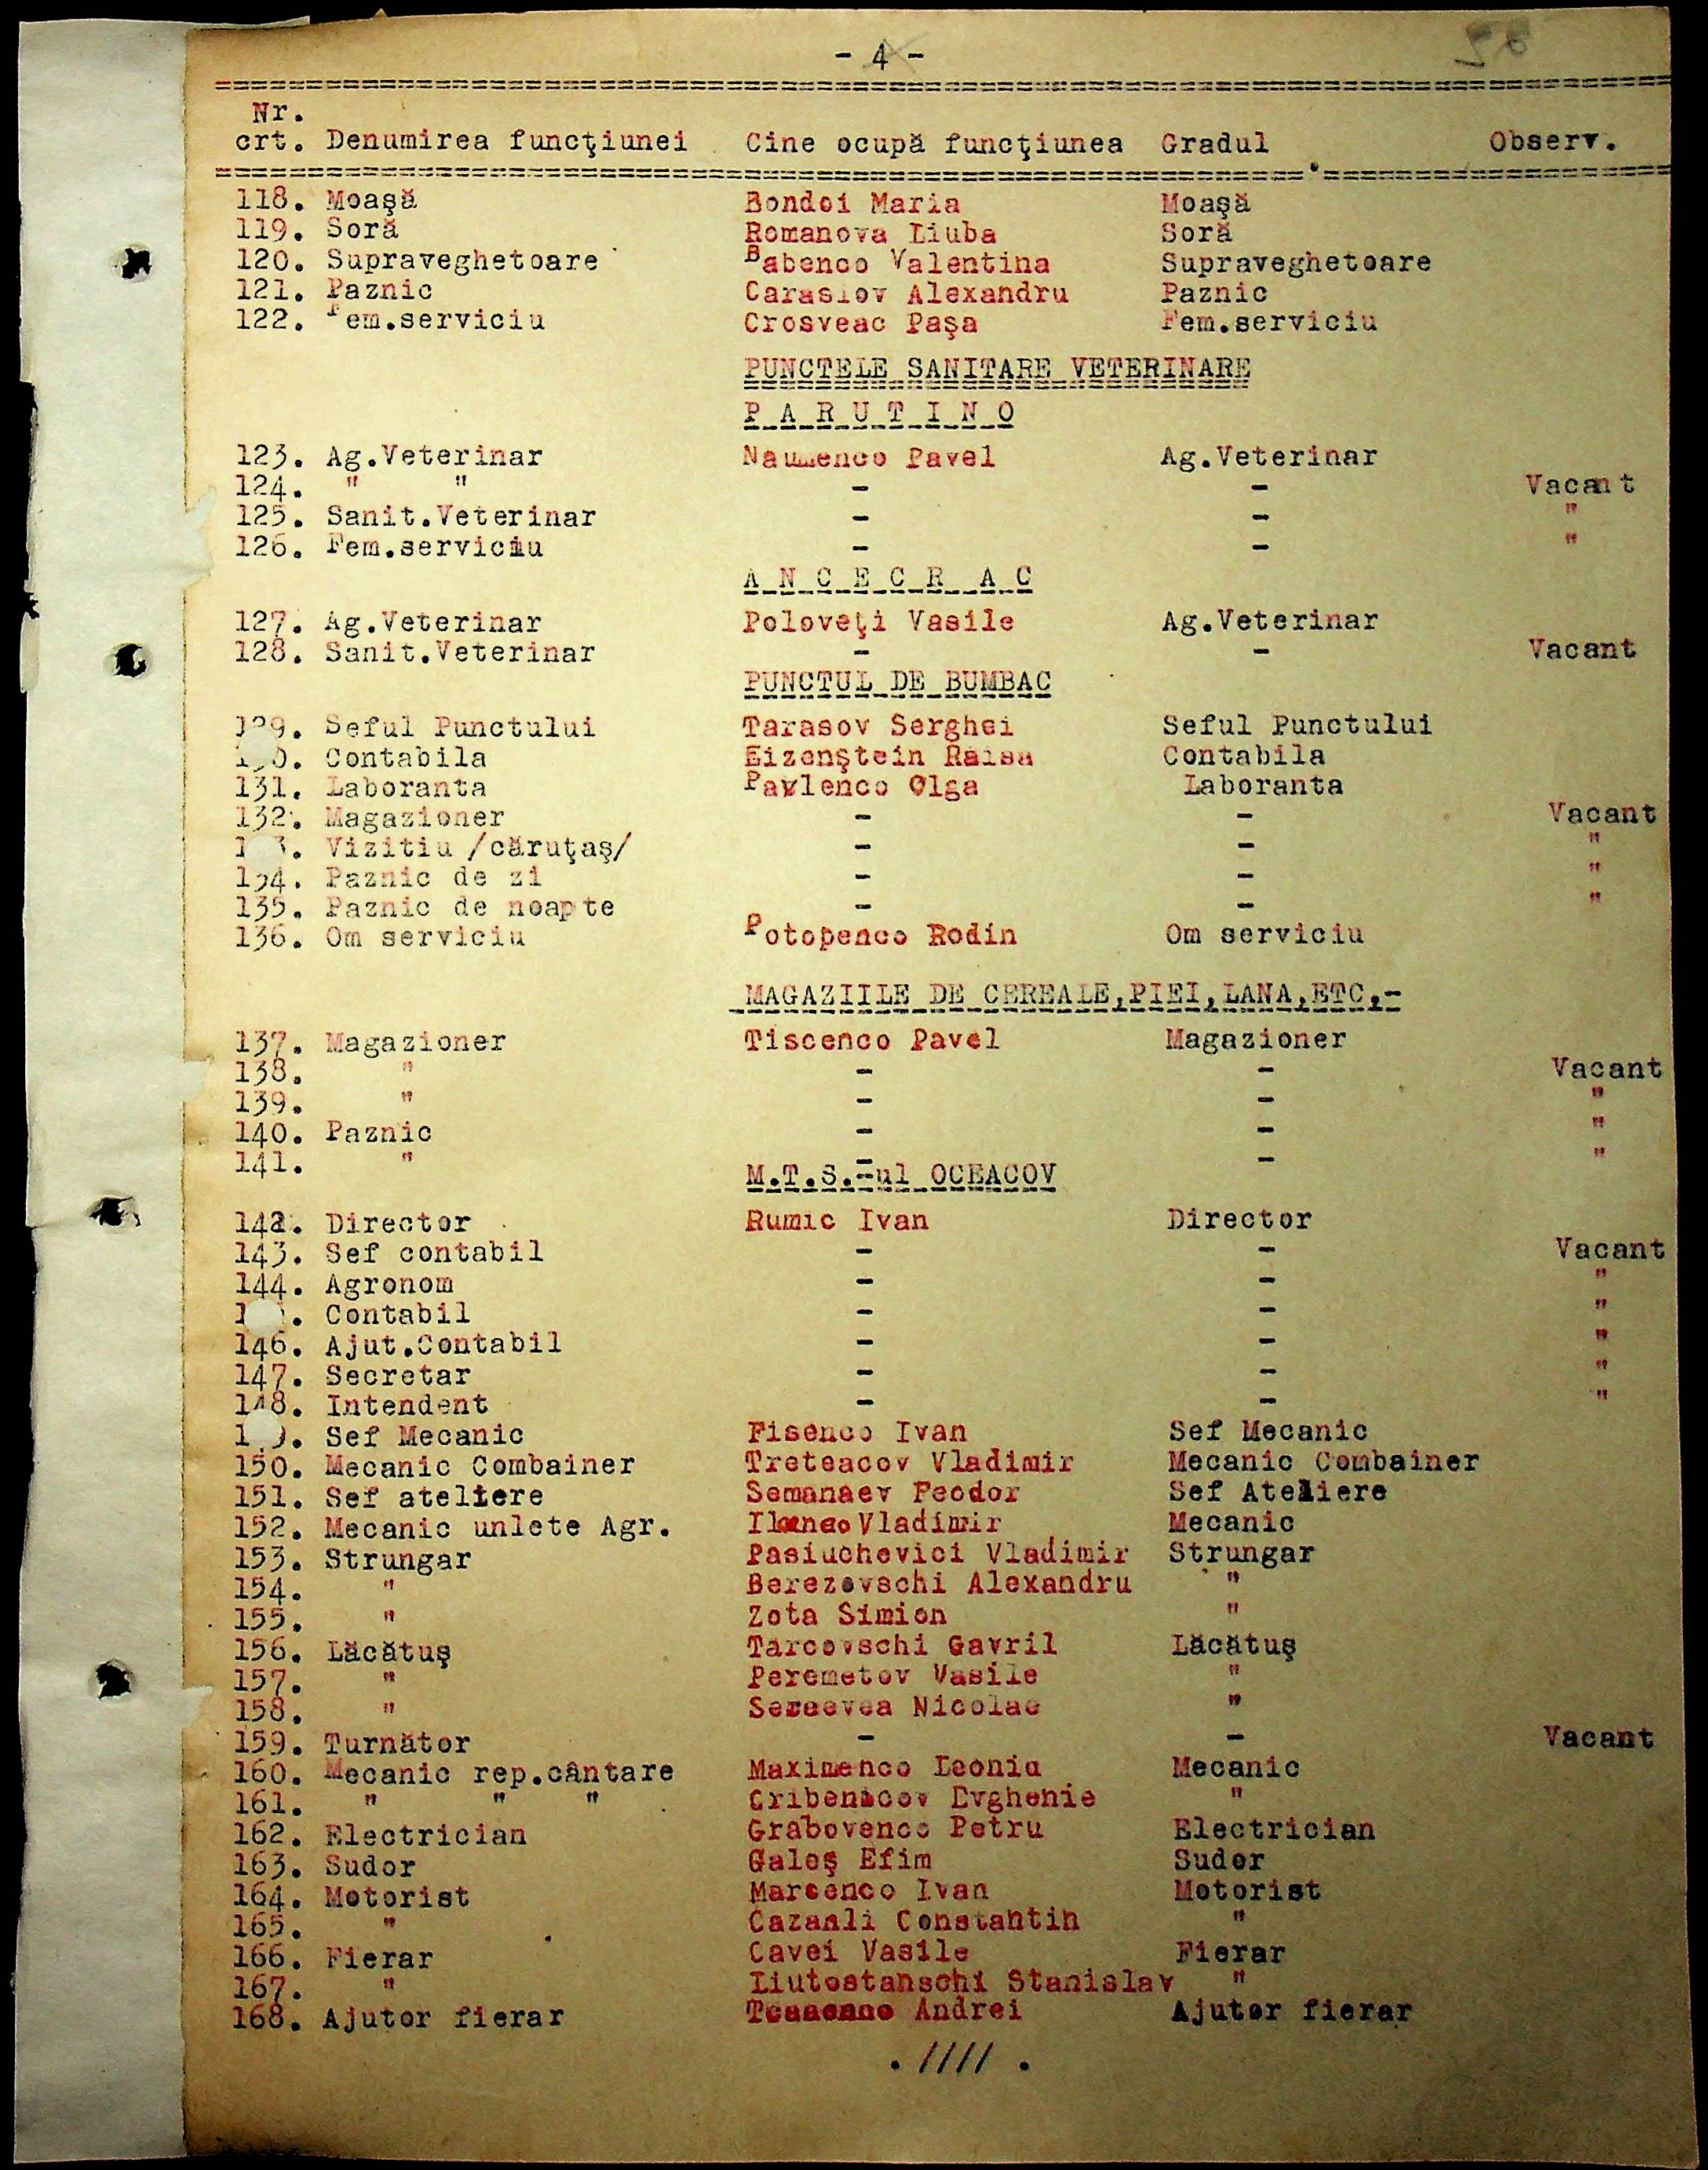 - 4 -
Nr.
crt. Denumirea funcţiunei Cine ocupă funcţiunea Gradul Observ.
118. Moaşă Bondoi Maria Moaşă
119. Soră Romanova Liuba Soră
120. Supraveghetoare Babenco Valentina Supraveghetoare
121. Paznic Caraslov Alexandru Paznic
122. Fem.serviciu Crosveac Paşa Fem.serviciu
PUNCTELE SANITARE VETERINARE
P A R U T I N O
123. Ag.Veterinar Naumenco Pavel Ag.Veterinar
124. " " - - Vacant
125. Sanit.Veterinar - - "
126. Fem.serviciu - - "
A N C E C R A C
127. Ag.Veterinar Poloveţi Vasile Ag.Veterinar
128. Sanit.Veterinar - - Vacant
PUNCTUL DE BUMBAC
129. Seful Punctului Tarasov Serghei Seful Punctului
Contabila Eizenştein Raisa Contabila
131. Laboranta Pavlenco Olga Laboranta
132. Magazioner - - Vacant
Vizitiu /căruţaş/ - - "
134. Paznic de zi - - "
135. Paznic de noapte - - "
136. Om serviciu Potopenco Rodin Om serviciu
MAGAZIILE DE CEREALE,PIEI,LANA,ETC.-
137. Magazioner Tiscenco Pavel Magazioner
138. " - - Vacant
139. " - - "
140. Paznic - - "
141. " - - "
M.T.S.-ul OCEACOV
142. Director Rumic Ivan Director
143. Sef contabil - - Vacant
144. Agronom - - "
Contabil - - "
146. Ajut.Contabil - - "
147. Secretar - - "
148. Intendent - - "
Sef Mecanic Fisenco Ivan Sef Mecanic
150. Mecanic Combainer Treteacov Vladimir Mecanic Combainer
151. Sef ateliere Semanaev Feodor Sef Ateliere
152. Mecanic unlete Agr. Vladimir Mecanic
153. Strungar Pasiuchevici Vladimir Strungar
154. " Berezovschi Alexandru "
155. " Zota Simion "
156. Lăcătuş Tarcovschi Gavril Lăcătuş
157. " Peremetov Vasile "
158. " Nicolae "
159. Turnător - - Vacant
160. Mecanic rep.cântare Maximenco Leonid Mecanic
161. " " " Cribenicov Evghenie "
162. Electrician Grabovenco Petru Electrician
163. Sudor Galoş Efim Sudor
164. Motorist Marcenco Ivan Motorist
165. " Cazanli Constantin "
166. Fierar Cavei Vasile Fierar
167. " Liutostanschi Stanislav "
168. Ajutor fierar Andrei Ajutor fierar
. //// .